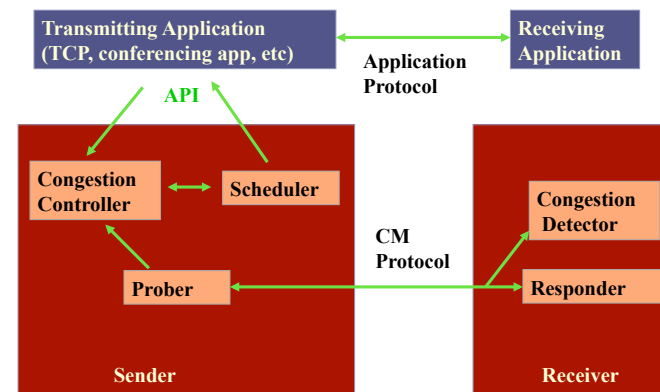 Transmitting Application
(TCP, conferencing app, etc)
Receiving
Application
Application
Protocol
API
Congestion
Controller
Scheduler
Congestion
Detector
CM
Protocol
Prober
Responder
Sender
Receiver